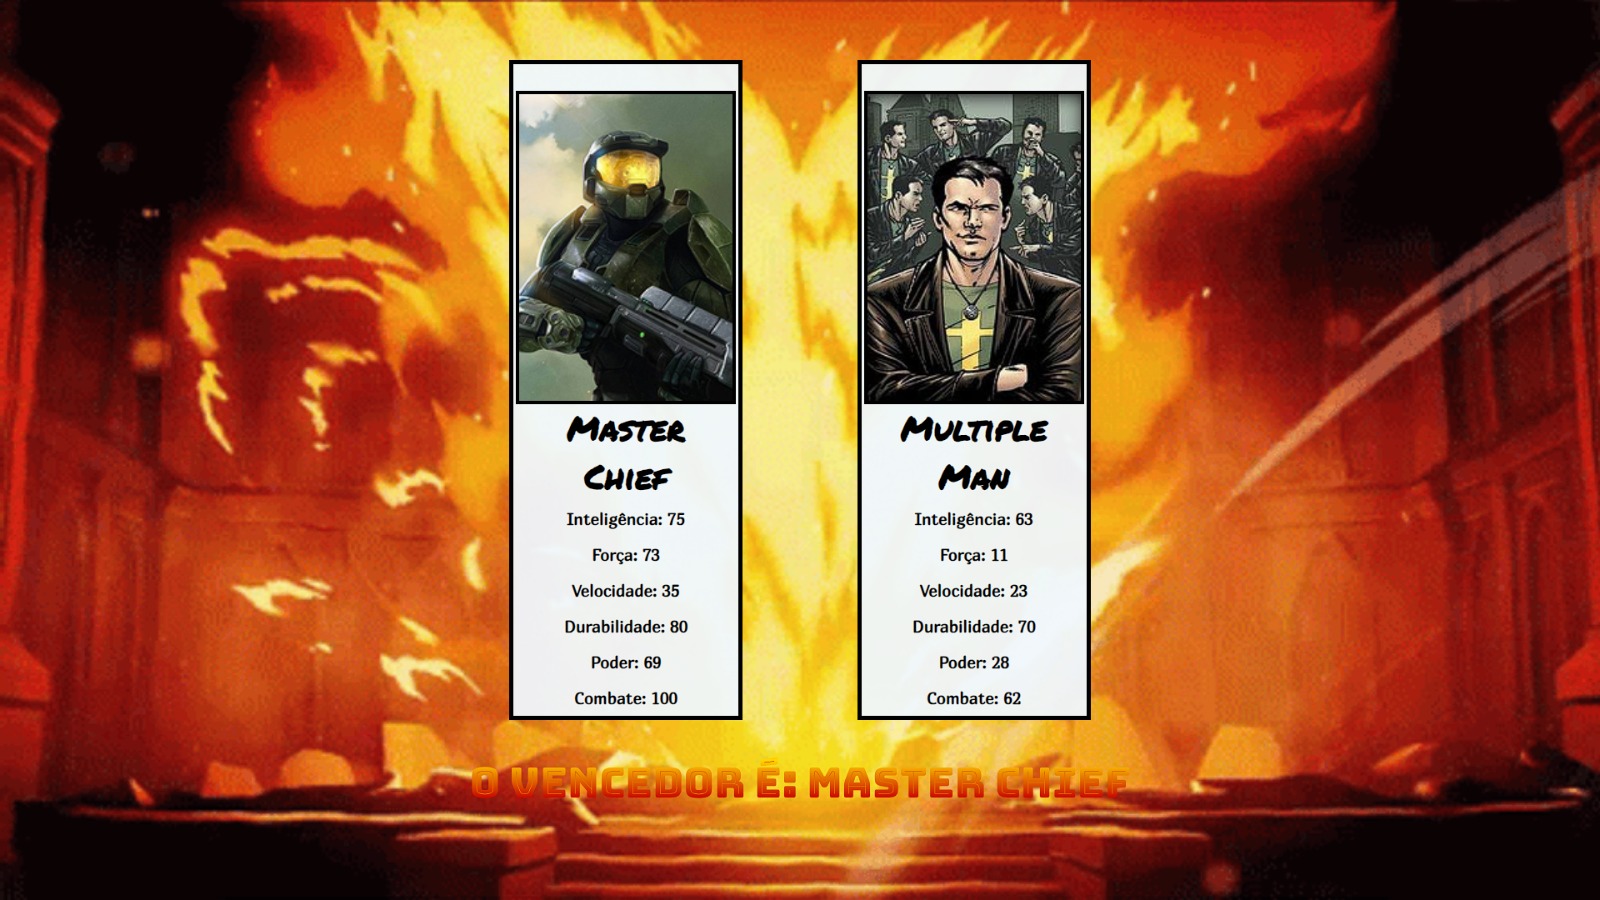 Master
Chief
Inteligência: 75
Força: 73
Velocidade: 35
Durabilidade: 80
Poder: 69
Combate: 100
Multiple
Man
Inteligência: 63
Força: 11
Velocidade: 23
Durabilidade: 70
Poder: 28
Combate: 62
O VENCEDOR É: MASTER CHIEF